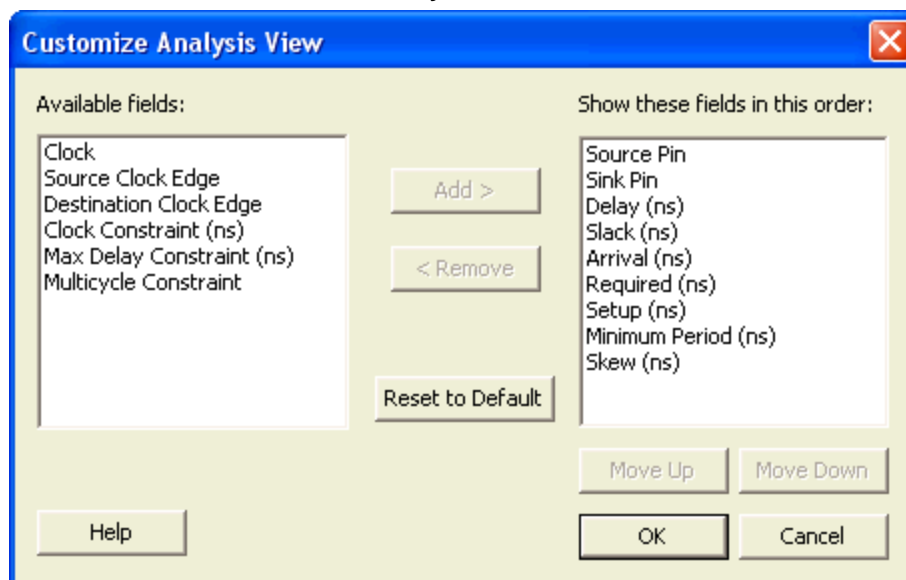 Customize Analysis View
Available fields:
Clock
Source Clock Edge
Destination Clock Edge
Clock Constraint (ns)
Max Delay Constraint (ns)
Multicycle Constraint
Add >
< Remove
Reset to Default
Show these fields in this order:
Source Pin
Sink Pin
Delay (ns)
Slack (ns)
Arrival (ns)
Required (ns)
Setup (ns)
Minimum Period (ns)
Skew (ns)
Move Up
Move Down
Help
OK
Cancel